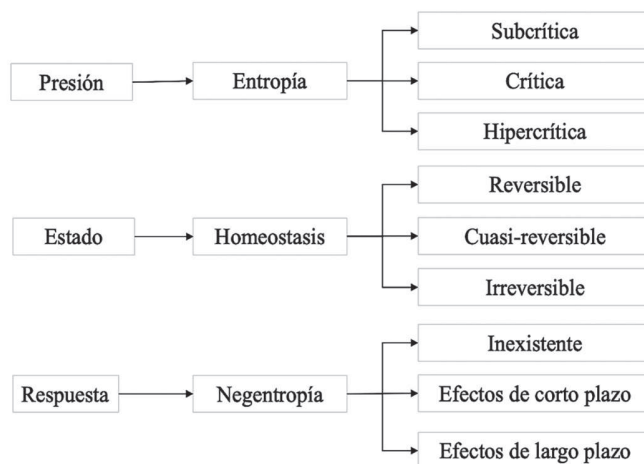 Presión
Entropía
Subcrítica
Crítica
Hipercrítica
Estado
Homeostasis
Reversible
Cuasi-reversible
Irreversible
Respuesta
Negentropía
Inexistente
Efectos de corto plazo
Efectos de largo plazo